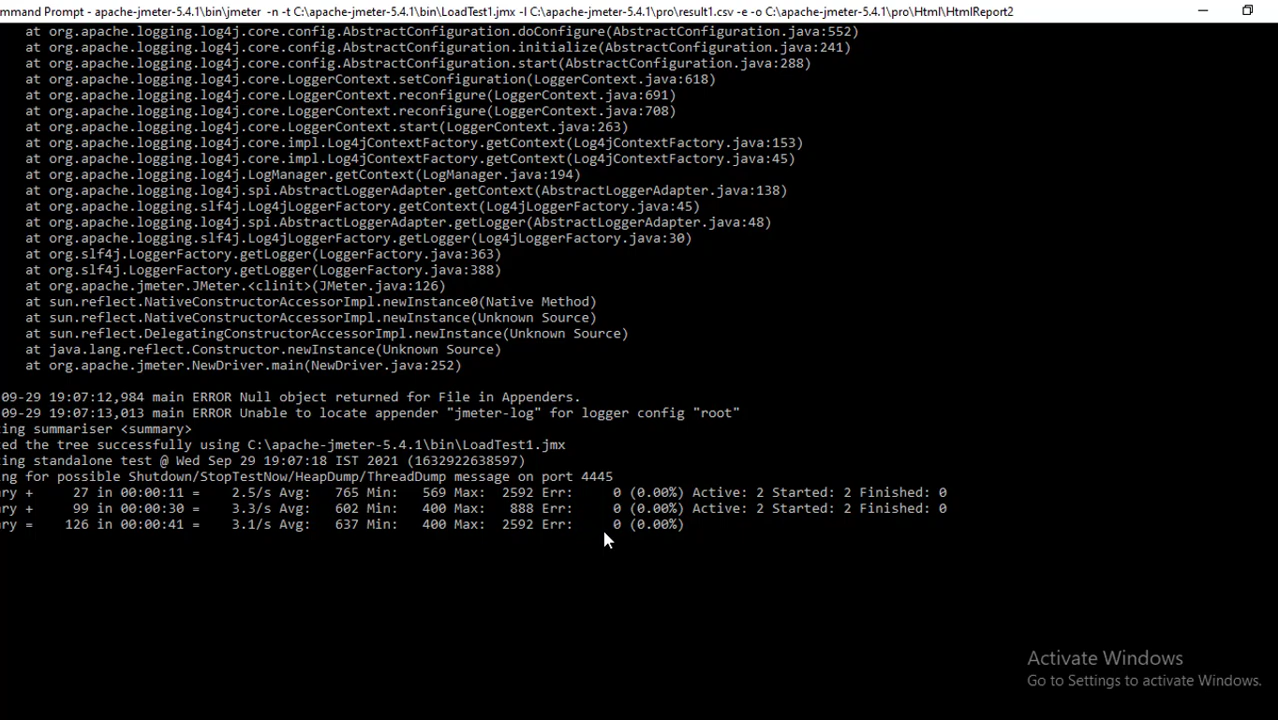 mmand Prompt - apache-jmeter-5.4.1\bin\jmeter -n -t C:\apache-jmeter-5.4.1\bin\LoadTest1.jmx -l C:\apache-jmeter-5.4.1\pro\result1.csv -e -o C:\apache-jmeter-5.4.1\pro\Html\HtmlReport2
at org.apache.logging.log4j.core.config.AbstractConfiguration.doConfigure(AbstractConfiguration.java:552)
at org.apache.logging.log4j.core.config.AbstractConfiguration.initialize(AbstractConfiguration.java:241)
at org.apache.logging.log4j.core.config.AbstractConfiguration.start(AbstractConfiguration.java:288)
at org.apache.logging.log4j.core.LoggerContext.setConfiguration(LoggerContext.java:618)
at org.apache.logging.log4j.core.LoggerContext.reconfigure(LoggerContext.java:691)
at org.apache.logging.log4j.core.LoggerContext.reconfigure(LoggerContext.java:708)
at org.apache.logging.log4j.core.LoggerContext.start(LoggerContext.java:263)
at org.apache.logging.log4j.core.impl.Log4jContextFactory.getContext(Log4jContextFactory.java:153)
at org.apache.logging.log4j.core.impl.Log4jContextFactory.getContext(Log4jContextFactory.java:45)
at org.apache.logging.log4j.LogManager.getContext(LogManager.java:194)
at org.apache.logging.log4j.spi.AbstractLoggerAdapter.getContext(AbstractLoggerAdapter.java:138)
at org.apache.logging.slf4j.Log4jLoggerFactory.getContext(Log4jLoggerFactory.java:45)
at org.apache.logging.log4j.spi.AbstractLoggerAdapter.getLogger(AbstractLoggerAdapter.java:48)
at org.apache.logging.slf4j.Log4jLoggerFactory.getLogger(Log4jLoggerFactory.java:30)
at org.slf4j.LoggerFactory.getLogger(LoggerFactory.java:363)
at org.slf4j.LoggerFactory.getLogger(LoggerFactory.java:388)
at org.apache.jmeter.JMeter.<clinit>(JMeter.java:126)
at sun.reflect.NativeConstructorAccessorImpl.newInstance0(Native Method)
at sun.reflect.NativeConstructorAccessorImpl.newInstance(Unknown Source)
at sun.reflect.DelegatingConstructorAccessorImpl.newInstance(Unknown Source)
at java.lang.reflect.Constructor.newInstance(Unknown Source)
at org.apache.jmeter.NewDriver.main(NewDriver.java:252)
09-29 19:07:12,984 main ERROR Null object returned for File in Appenders.
09-29 19:07:13,013 main ERROR Unable to locate appender "jmeter-log" for logger config "root"
ing summariser <summary>
ed the tree successfully using C:\apache-jmeter-5.4.1\bin\LoadTest1.jmx
ing standalone test @ Wed Sep 29 19:07:18 IST 2021 (1632922638597)
ng for possible Shutdown/StopTestNow/HeapDump/ThreadDump message on port 4445
ry + 27 in 00:00:11 = 2.5/s Avg: 765 Min: 569 Max: 2592 Err: 0 (0.00%) Active: 2 Started: 2 Finished: 0
ry + 99 in 00:00:30 = 3.3/s Avg: 602 Min: 400 Max: 888 Err: 0 (0.00%) Active: 2 Started: 2 Finished: 0
ry = 126 in 00:00:41 = 3.1/s Avg: 637 Min: 400 Max: 2592 Err: 0 (0.00%)
Activate Windows
Go to Settings to activate Windows.